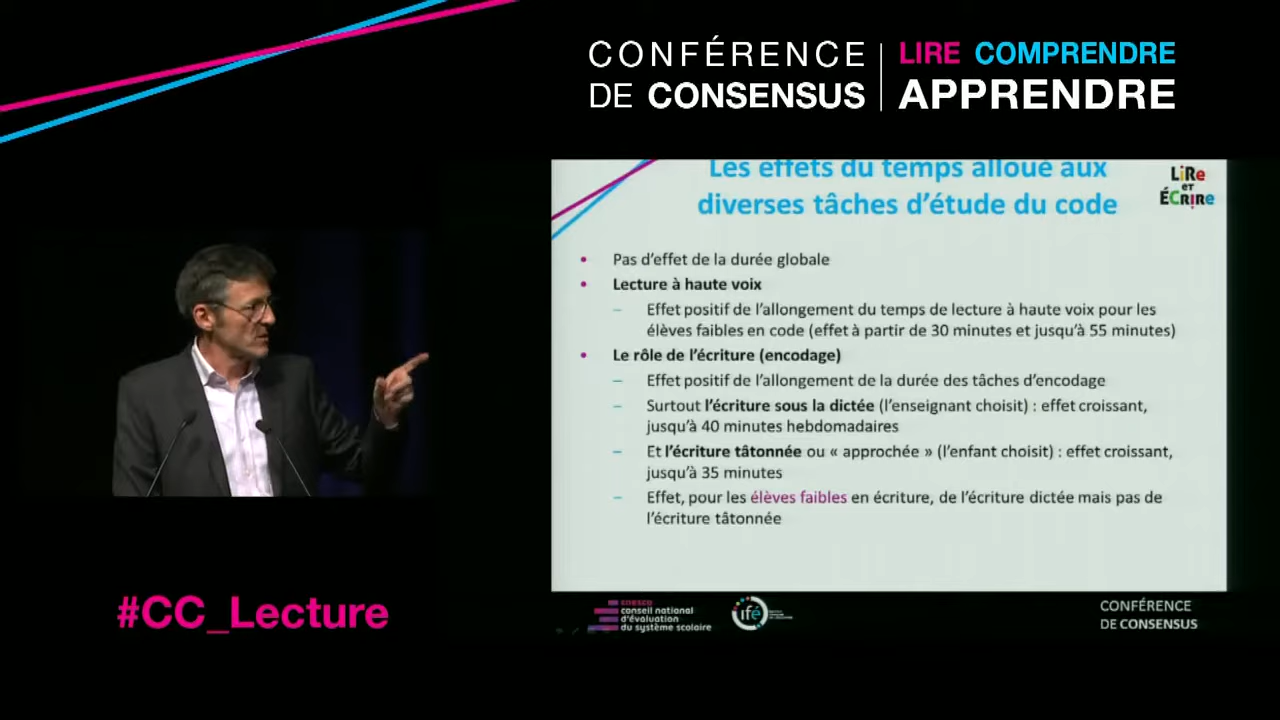 CONFÉRENCE
DE CONSENSUS
LIRE COMPRENDRE
APPRENDRE
Les effets du temps alloué aux
diverses tâches d'étude du code
LiRe
ET
ÉCRIRe
• Pas d'effet de la durée globale
• Lecture à haute voix
– Effet positif de l'allongement du temps de lecture à haute voix pour les
élèves faibles en code (effet à partir de 30 minutes et jusqu'à 55 minutes)
• Le rôle de l'écriture (encodage)
– Effet positif de l'allongement de la durée des tâches d'encodage
– Surtout l'écriture sous la dictée (l'enseignant choisit) : effet croissant,
jusqu'à 40 minutes hebdomadaires
– Et l'écriture tâtonnée ou « approchée » (l'enfant choisit) : effet croissant,
jusqu'à 35 minutes
– Effet, pour les élèves faibles en écriture, de l'écriture dictée mais pas de
l'écriture tâtonnée
#CC_Lecture
cnesco
conseil national
d'évaluation
du système scolaire
ifé
CONFÉRENCE
DE CONSENSUS